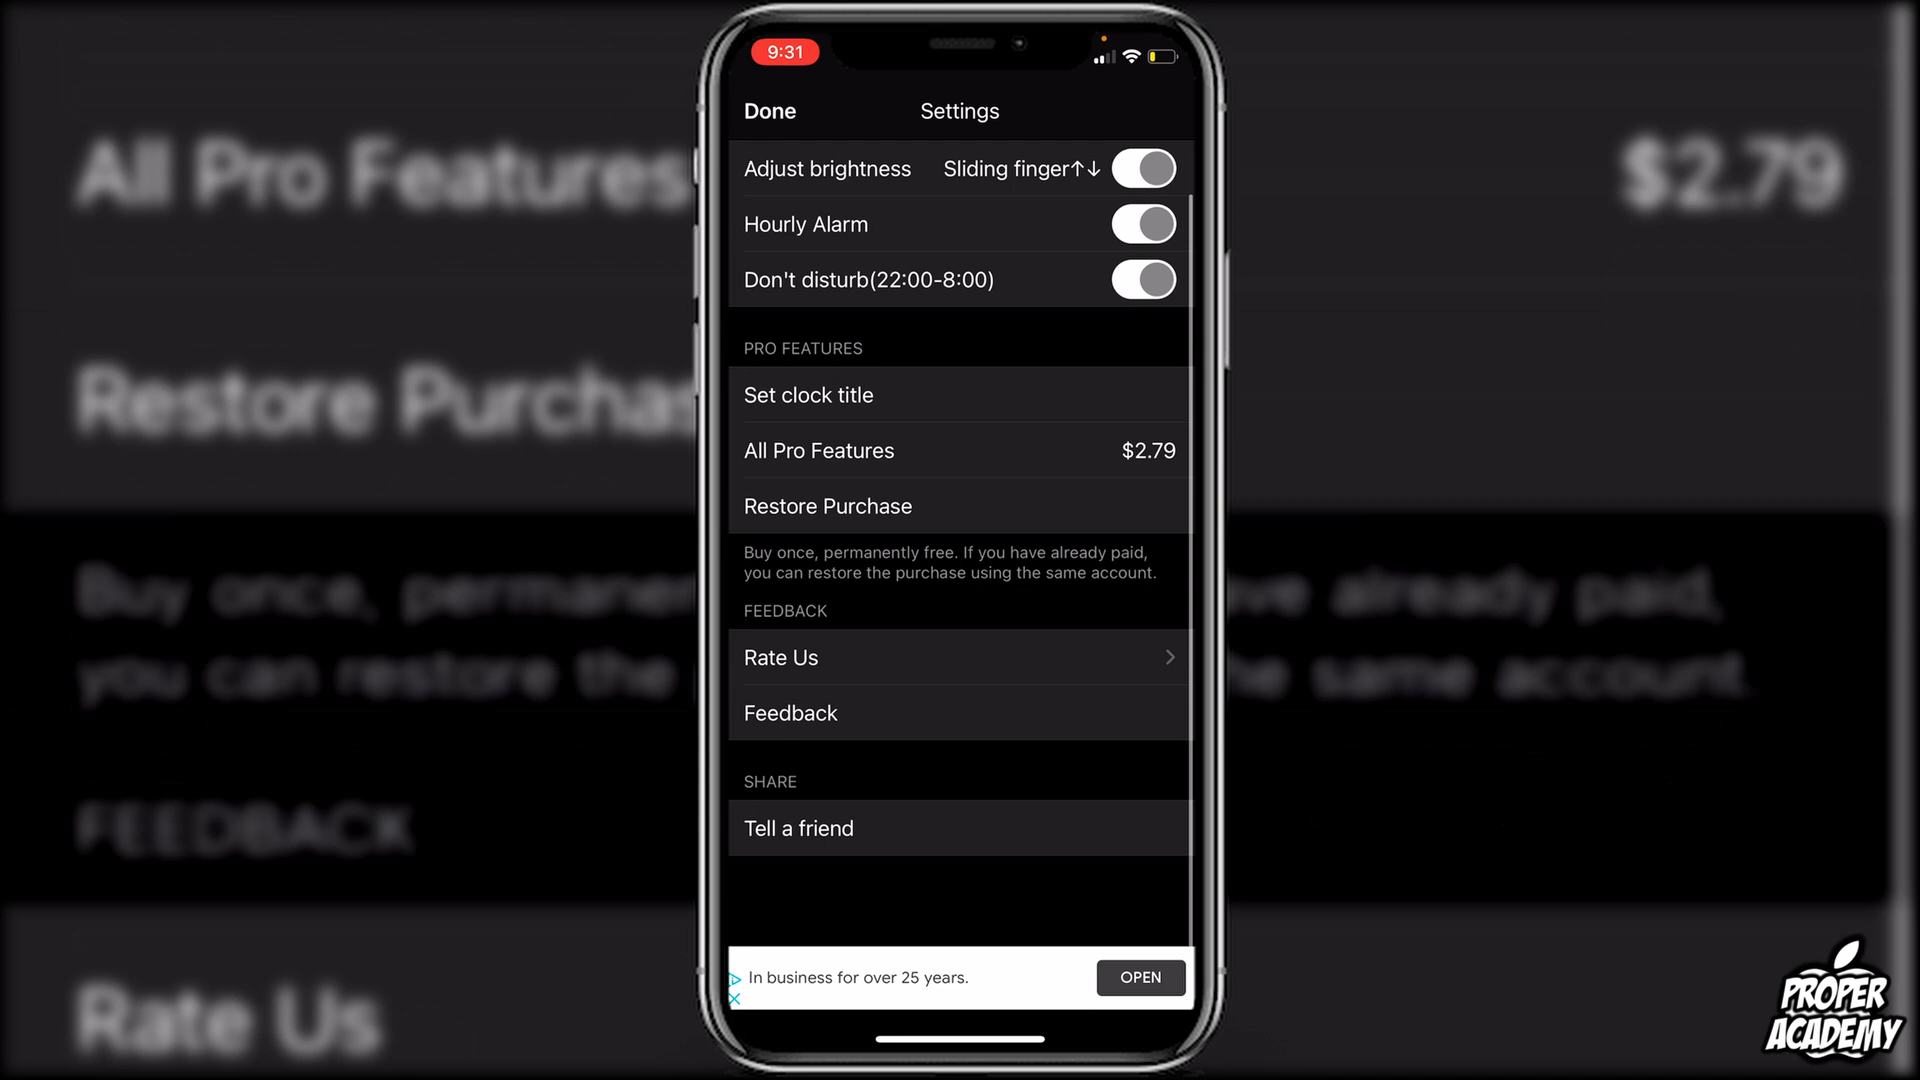 9:31
Done Settings
Adjust brightness Sliding finger↑↓
Hourly Alarm
Don't disturb(22:00-8:00)
PRO FEATURES
Set clock title
All Pro Features $2.79
Restore Purchase
Buy once, permanently free. If you have already paid,
you can restore the purchase using the same account.
FEEDBACK
Rate Us
Feedback
SHARE
Tell a friend
In business for over 25 years. OPEN
All Pro Features $2.79
Restore Purchas
Buy once, permanen ave already paid,
you can restore the he same account.
FEEDBACK
Rate Us
PROPER
ACADEMY